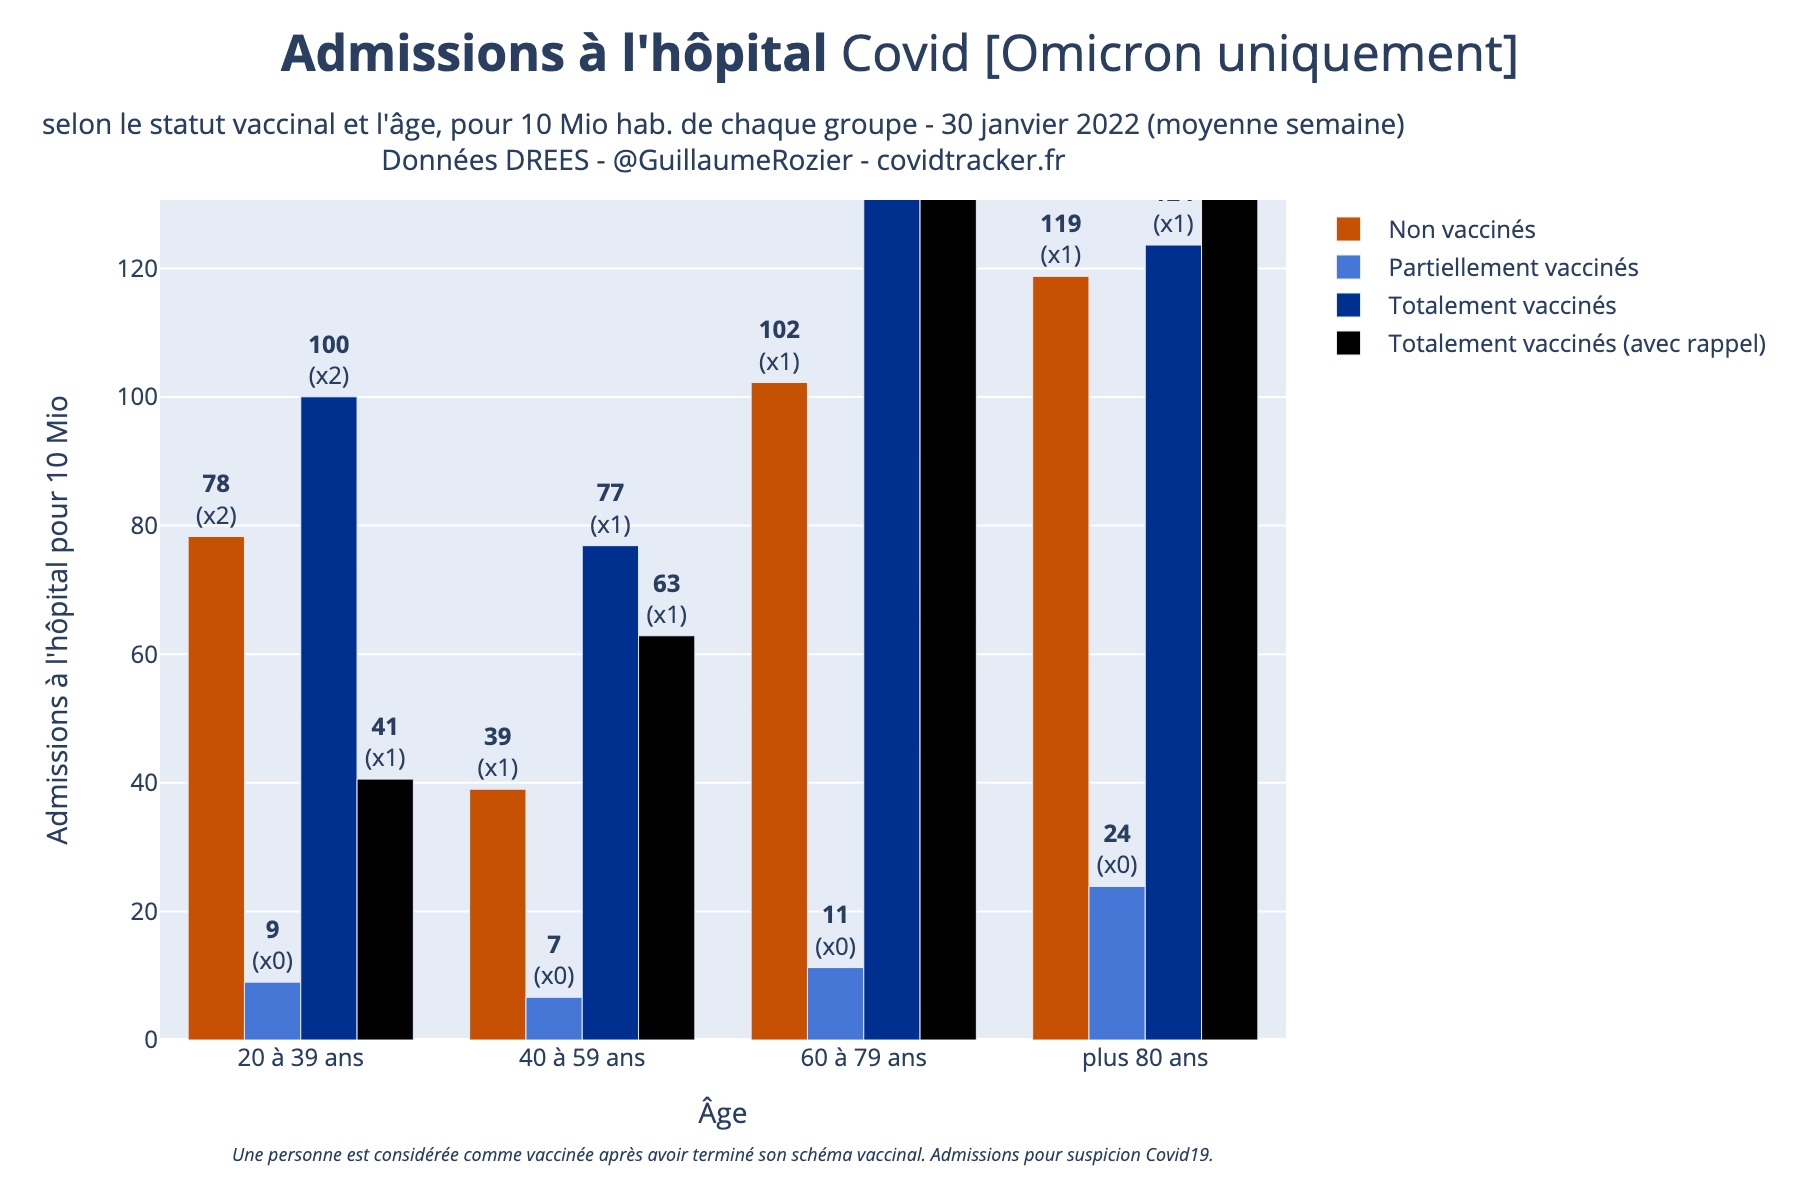 Admissions à l'hôpital Covid [Omicron uniquement]
selon le statut vaccinal et l'âge, pour 10 Mio hab. de chaque groupe - 30 janvier 2022 (moyenne semaine)
Données DREES - @GuillaumeRozier - covidtracker.fr
Non vaccinés
Partiellement vaccinés
Totalement vaccinés
Totalement vaccinés (avec rappel)
Admissions à l'hôpital pour 10 Mio
120
100
80
60
40
20
0
78
(x2)
9
(x0)
100
(x2)
41
(x1)
39
(x1)
7
(x0)
77
(x1)
63
(x1)
102
(x1)
11
(x0)
119
(x1)
24
(x0)
(x1)
20 à 39 ans
40 à 59 ans
60 à 79 ans
plus 80 ans
Âge
Une personne est considérée comme vaccinée après avoir terminé son schéma vaccinal. Admissions pour suspicion Covid19.